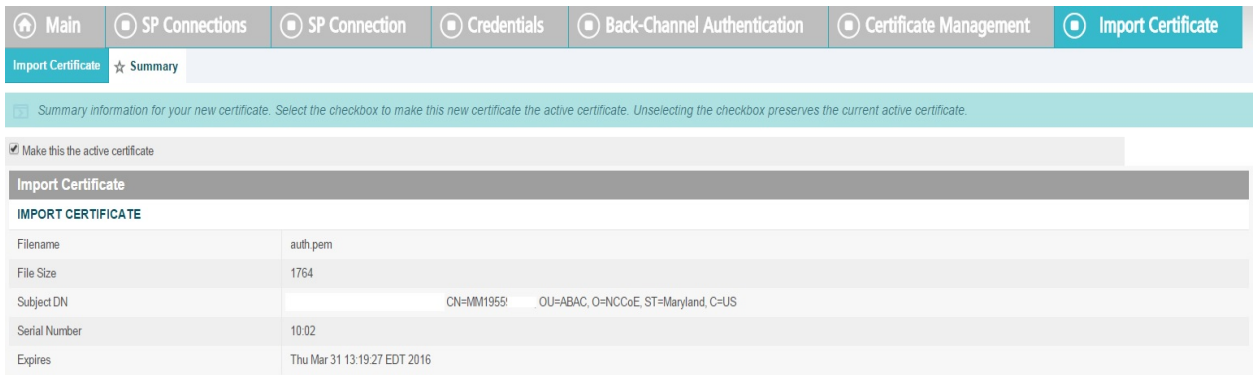 Main SP Connections SP Connection Credentials Back-Channel Authentication Certificate Management Import Certificate
Import Certificate Summary
Summary information for your new certificate. Select the checkbox to make this new certificate the active certificate. Unselecting the checkbox preserves the current active certificate.
Make this the active certificate
Import Certificate
IMPORT CERTIFICATE
Filename auth.pem
File Size 1764
Subject DN CN=MM1955 OU=ABAC, O=NCCoE, ST=Maryland, C=US
Serial Number 10:02
Expires Thu Mar 31 13:19:27 EDT 2016